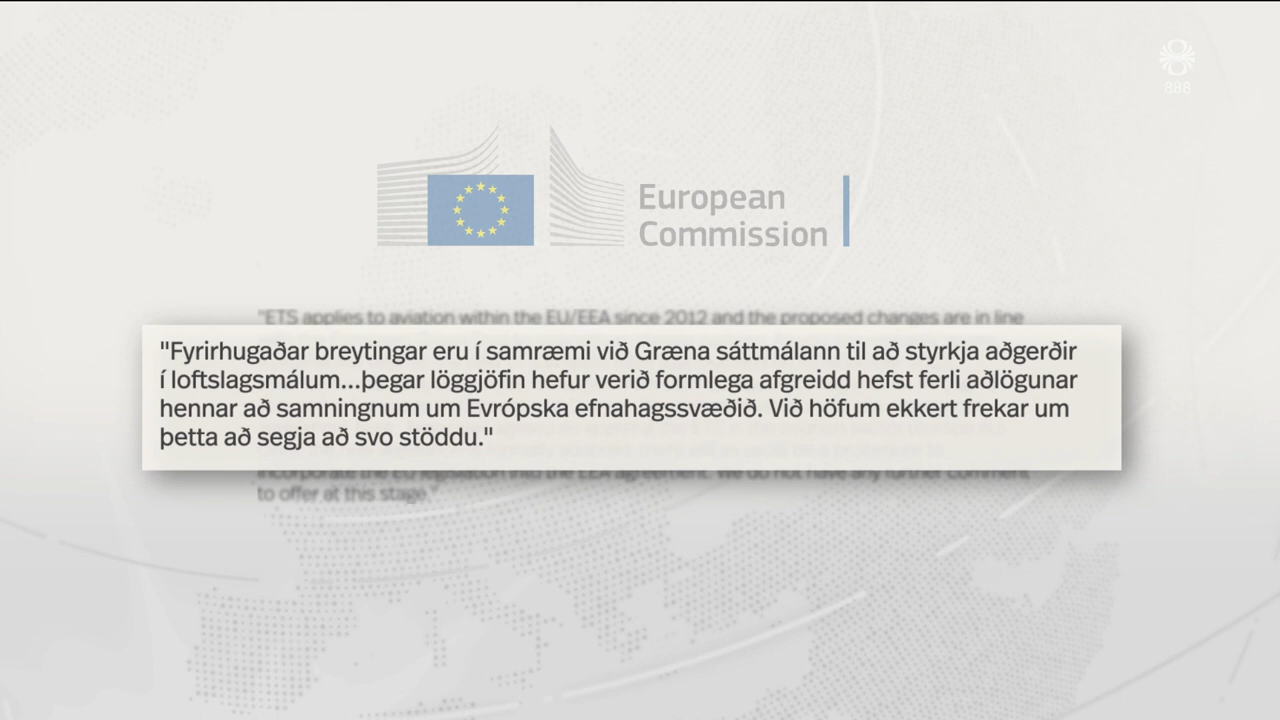 888
European
Commission
"ETS applies to aviation within the EU/EEA since 2012 and the proposed changes are in line
"Fyrirhugaðar breytingar eru í samræmi við Græna sáttmálann til að styrkja aðgerðir
í loftslagsmálum...þegar löggjöfin hefur verið formlega afgreidd hefst ferli aðlögunar
hennar að samningnum um Evrópska efnahagssvæðið. Við höfum ekkert frekar um
þetta að segja að svo stöddu."
incorporate the EU legislation into the EEA agreement. We do not have any further Comment
to offer at this stage."